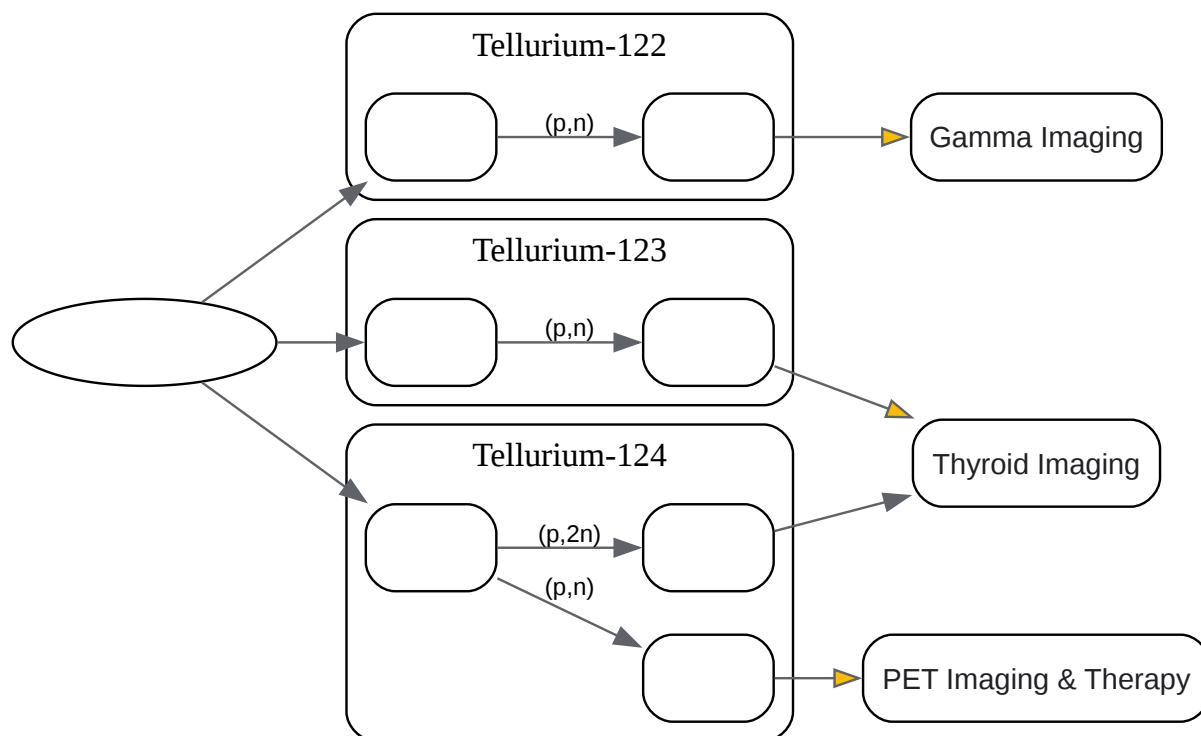 Tellurium-122
(p,n)
Gamma Imaging
Tellurium-123
(p,n)
Thyroid Imaging
Tellurium-124
(p,2n)
(p,n)
PET Imaging & Therapy